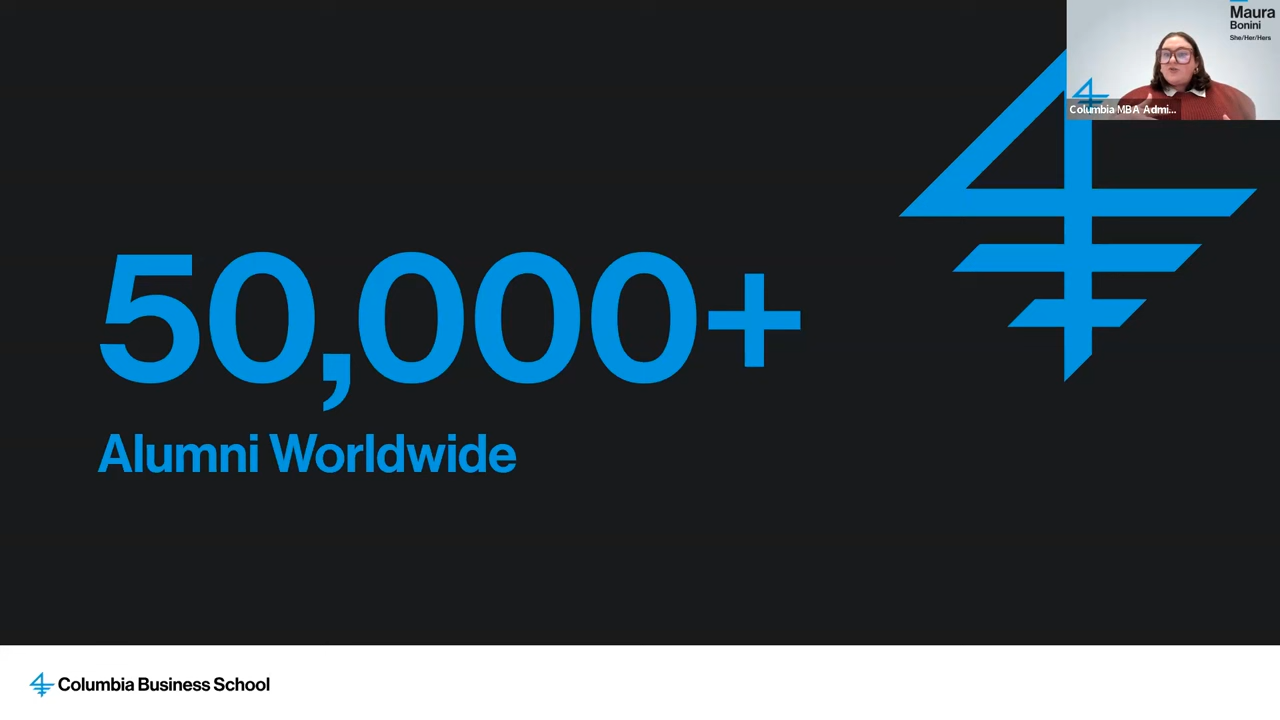 Maura
Bonini
She/Her/Hers
Columbia MBA Admi...
50,000+
Alumni Worldwide
Columbia Business School